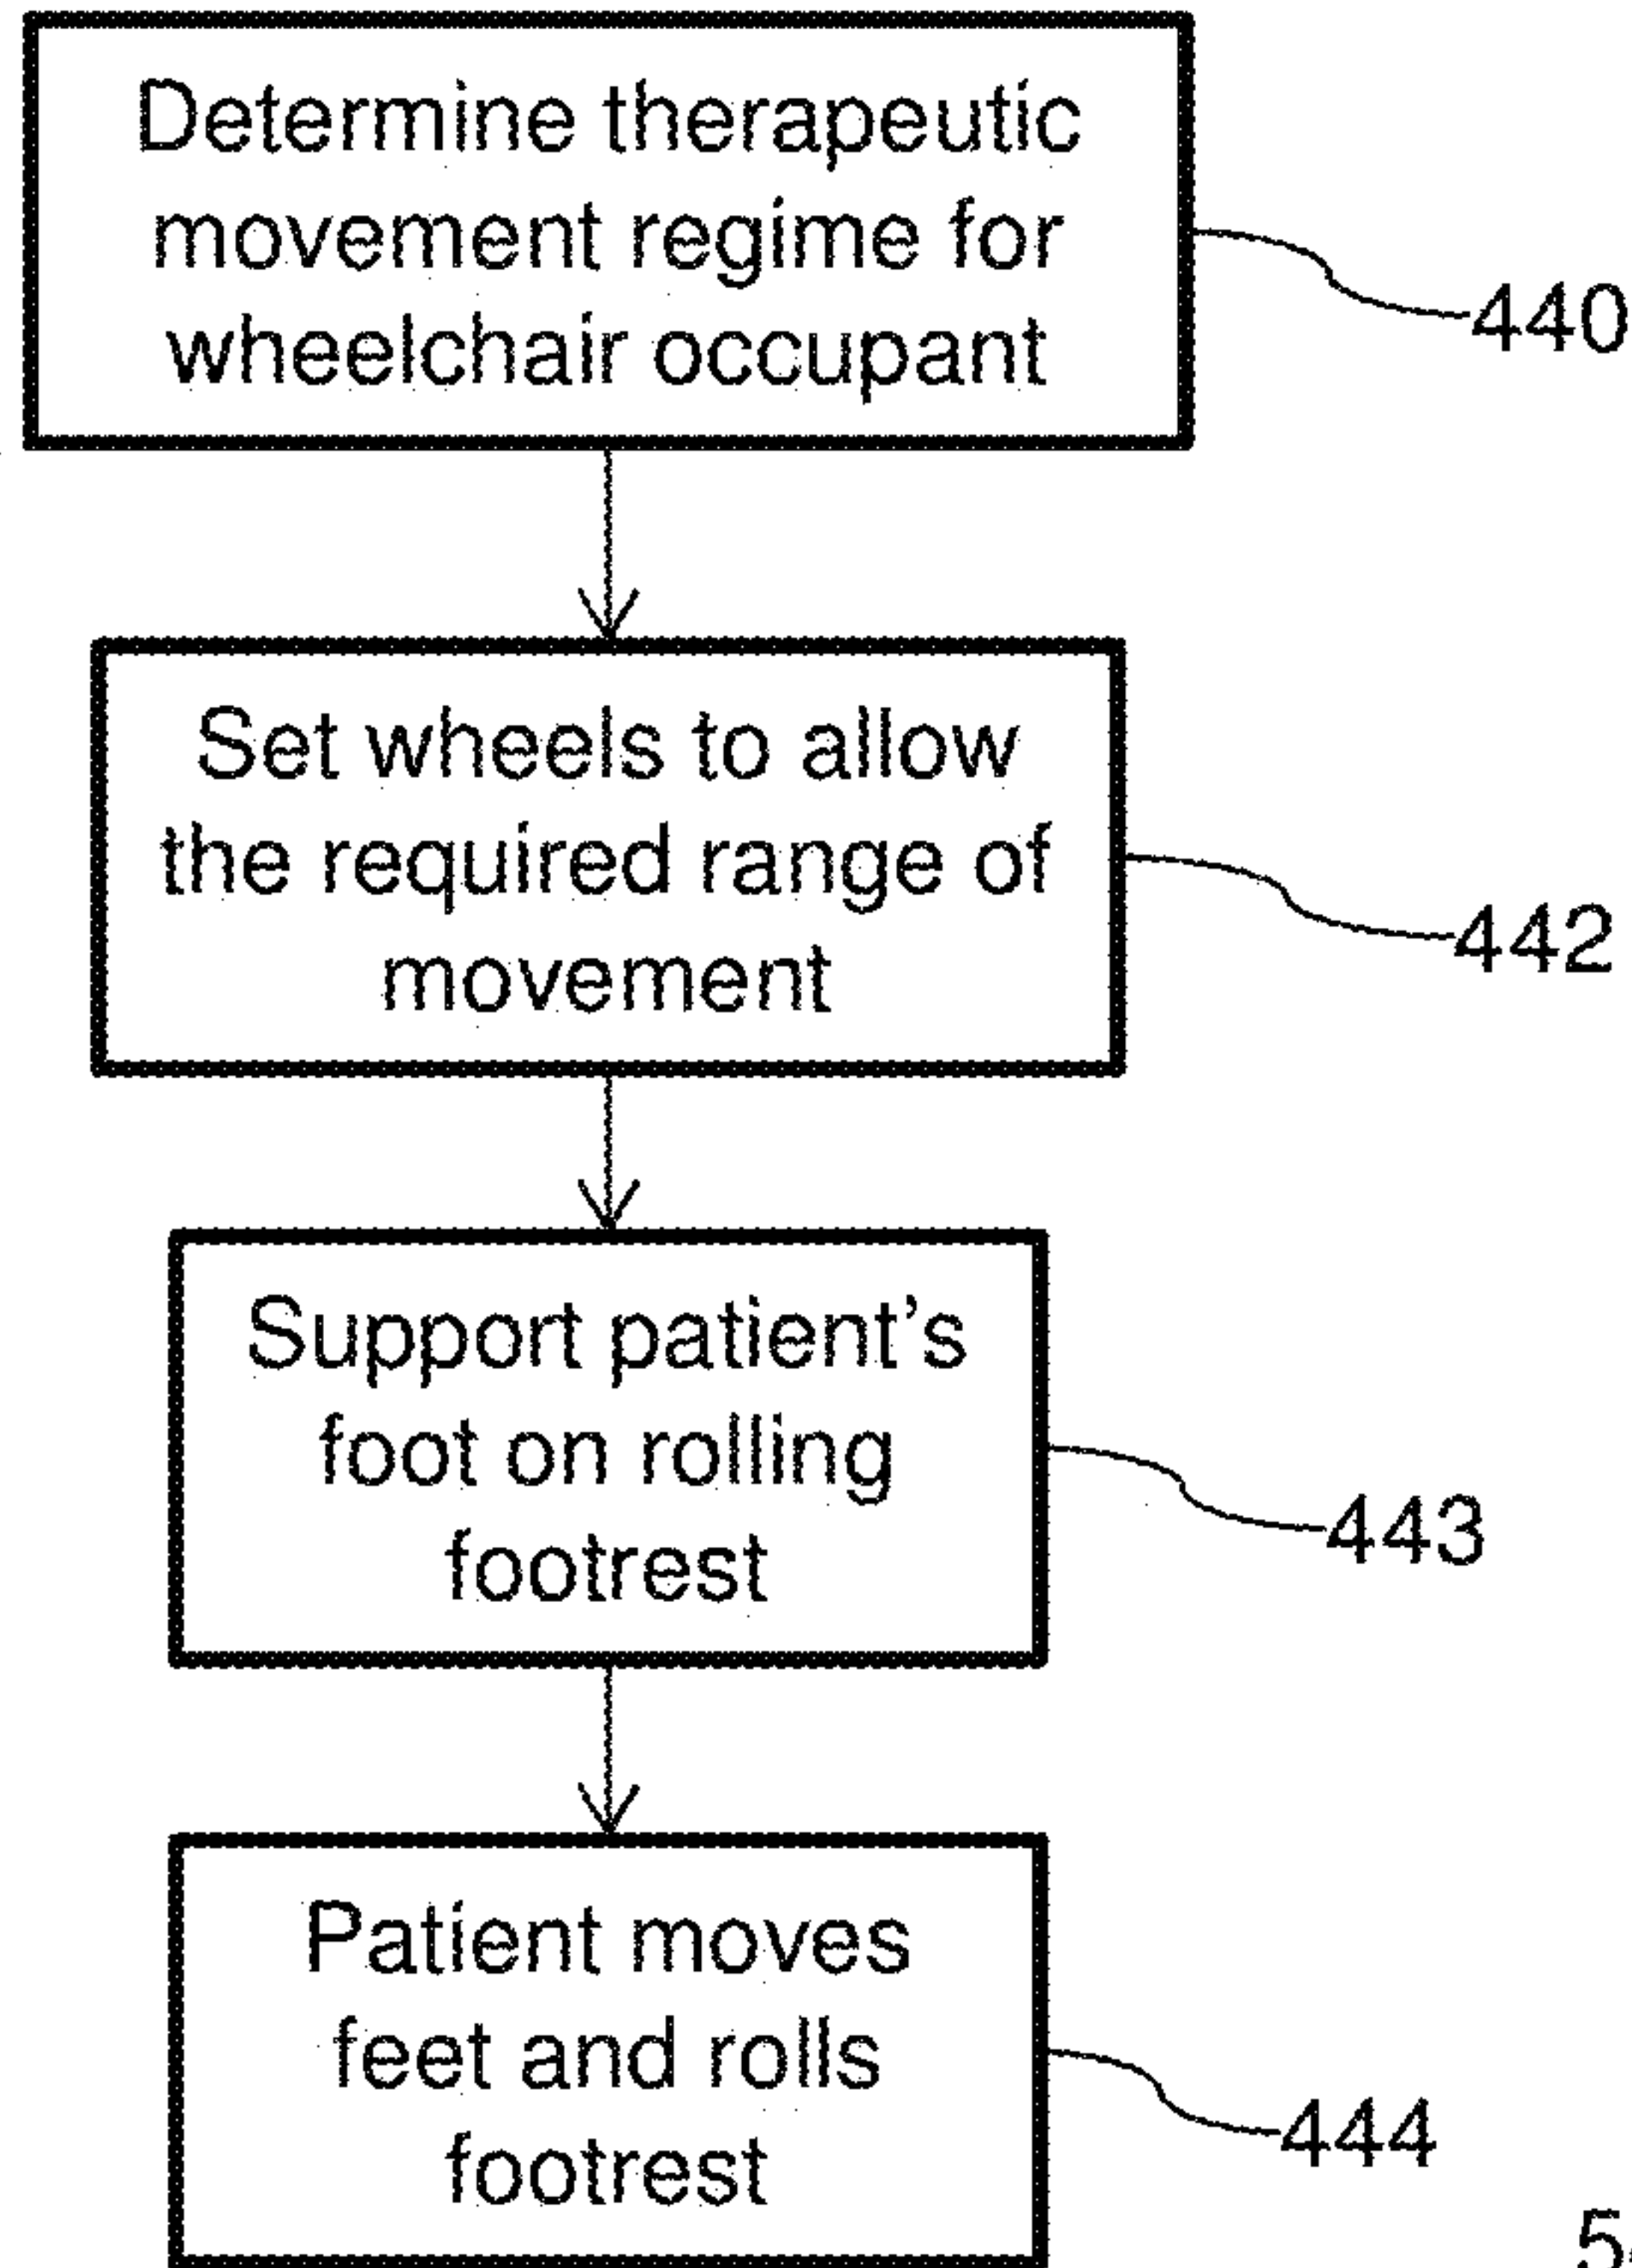 Determine therapeutic
movement regime for
wheelchair occupant
440
Set wheels to allow
the required range of
movement
442
Support patient's
foot on rolling
footrest
443
Patient moves
feet and rolls
footrest
444